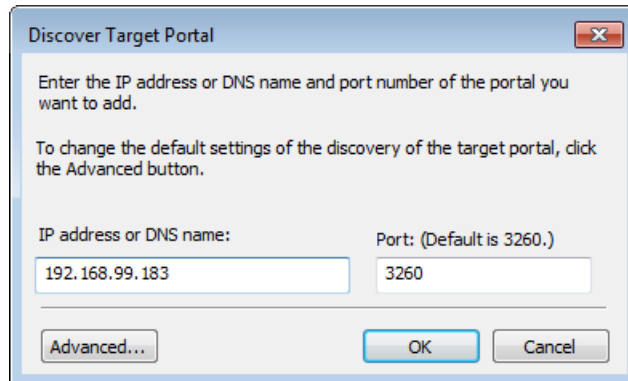 Discover Target Portal
Enter the IP address or DNS name and port number of the portal you
want to add.
To change the default settings of the discovery of the target portal, click
the Advanced button.
IP address or DNS name:
Port: (Default is 3260.)
192.168.99.183
3260
Advanced...
OK
Cancel